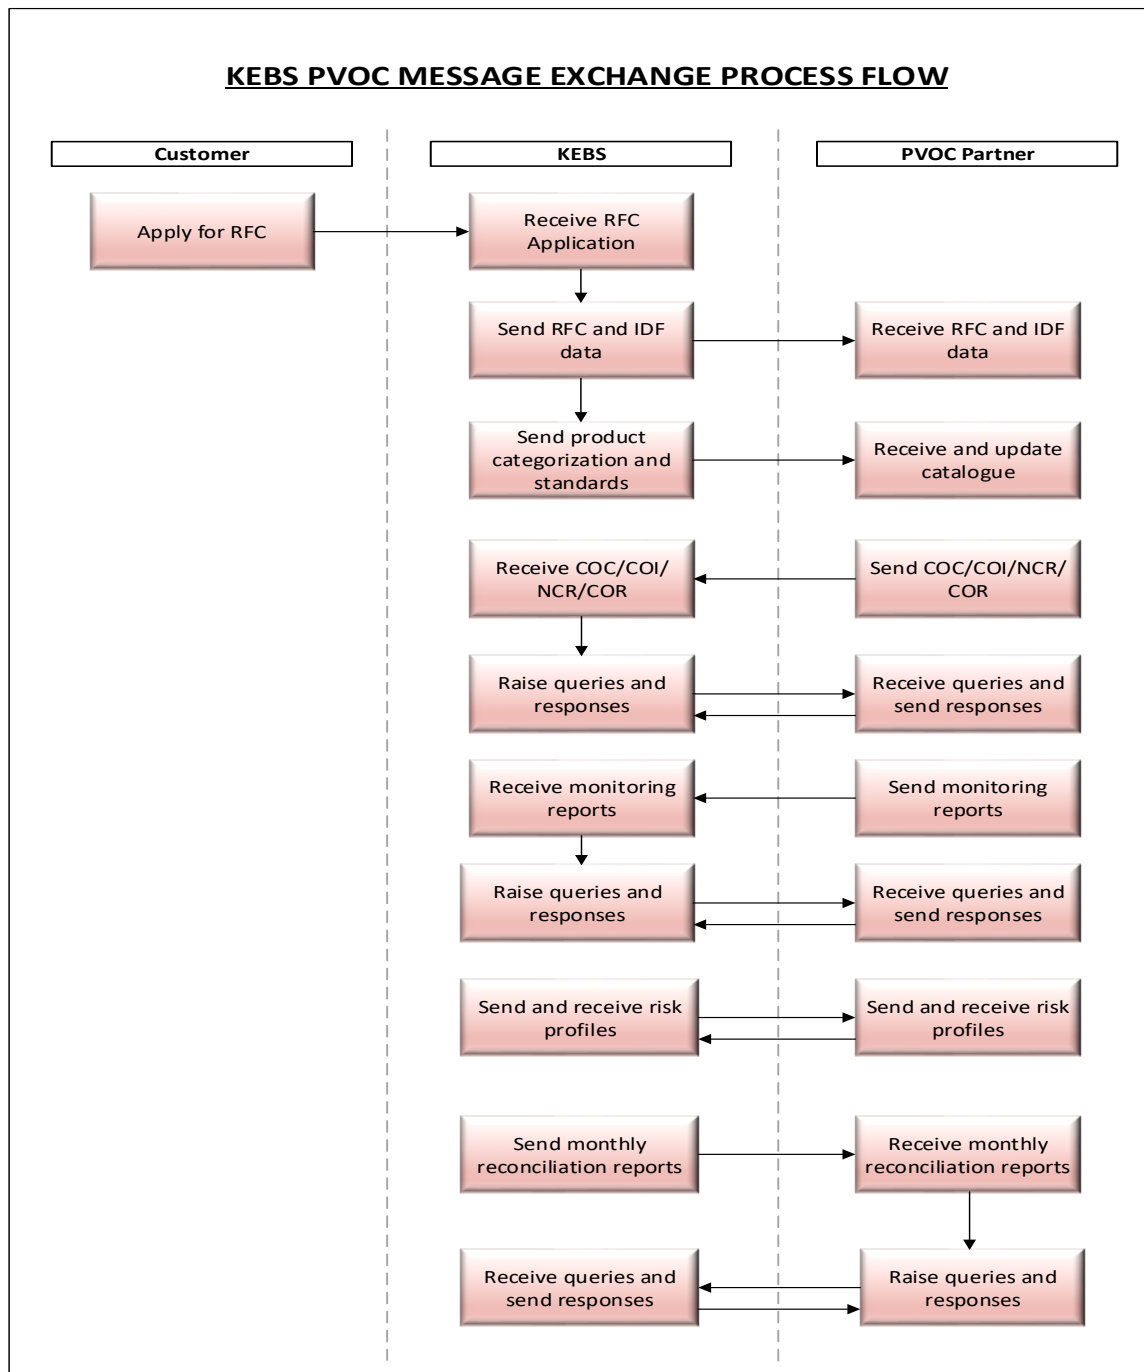 KEBS PVOC MESSAGE EXCHANGE PROCESS FLOW
Customer
KEBS
PVOC Partner
Apply for RFC
Receive RFC
Application
Send RFC and IDF
data
Receive RFC and IDF
data
Send product
categorization and
standards
Receive and update
catalogue
Receive COC/COI/
NCR/COR
Send COC/COI/NCR/
COR
Raise queries and
responses
Receive queries and
send responses
Receive monitoring
reports
Send monitoring
reports
Raise queries and
responses
Receive queries and
send responses
Send and receive risk
profiles
Send and receive risk
profiles
Send monthly
reconciliation reports
Receive monthly
reconciliation reports
Receive queries and
send responses
Raise queries and
responses